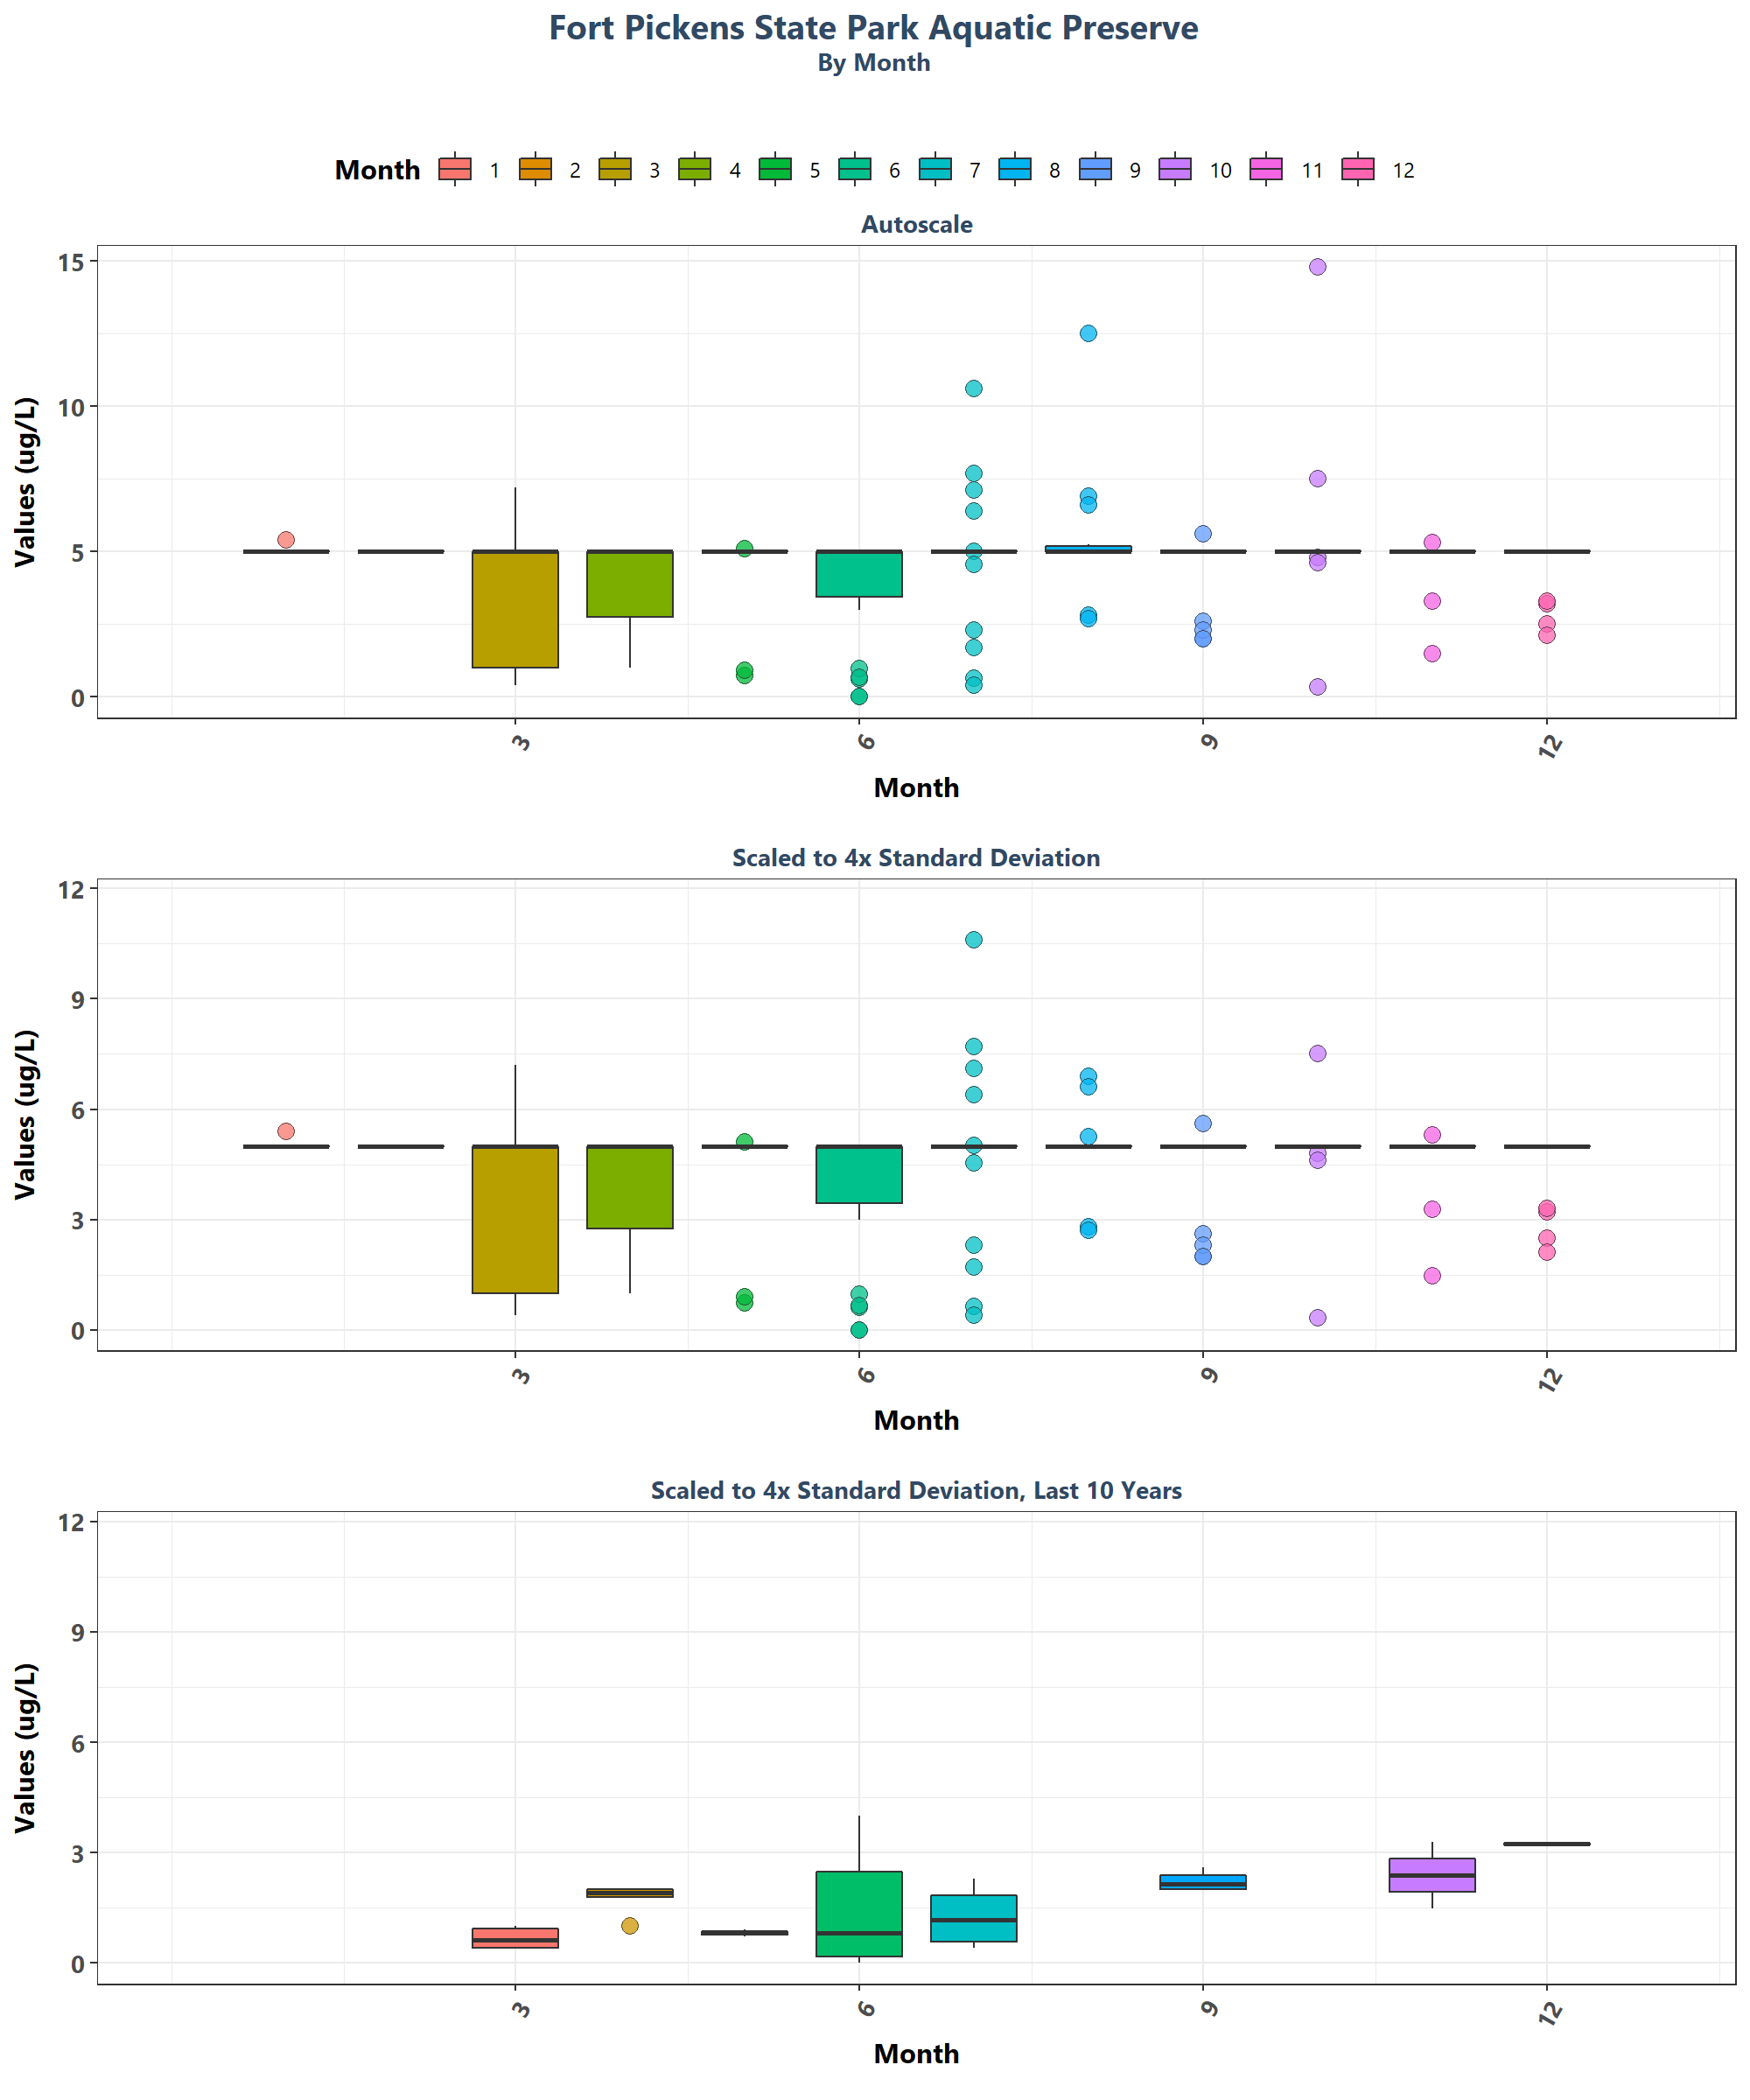 Fort Pickens State Park Aquatic Preserve
By Month
Month 1 2 3 4 5 6 7 8 9 10 11 12
Autoscale
Values (ug/L)
15
10
5
0
3 6 9 12
Month
Scaled to 4x Standard Deviation
Values (ug/L)
12
9
6
3
0
3 6 9 12
Month
Scaled to 4x Standard Deviation, Last 10 Years
Values (ug/L)
12
9
6
3
0
3 6 9 12
Month